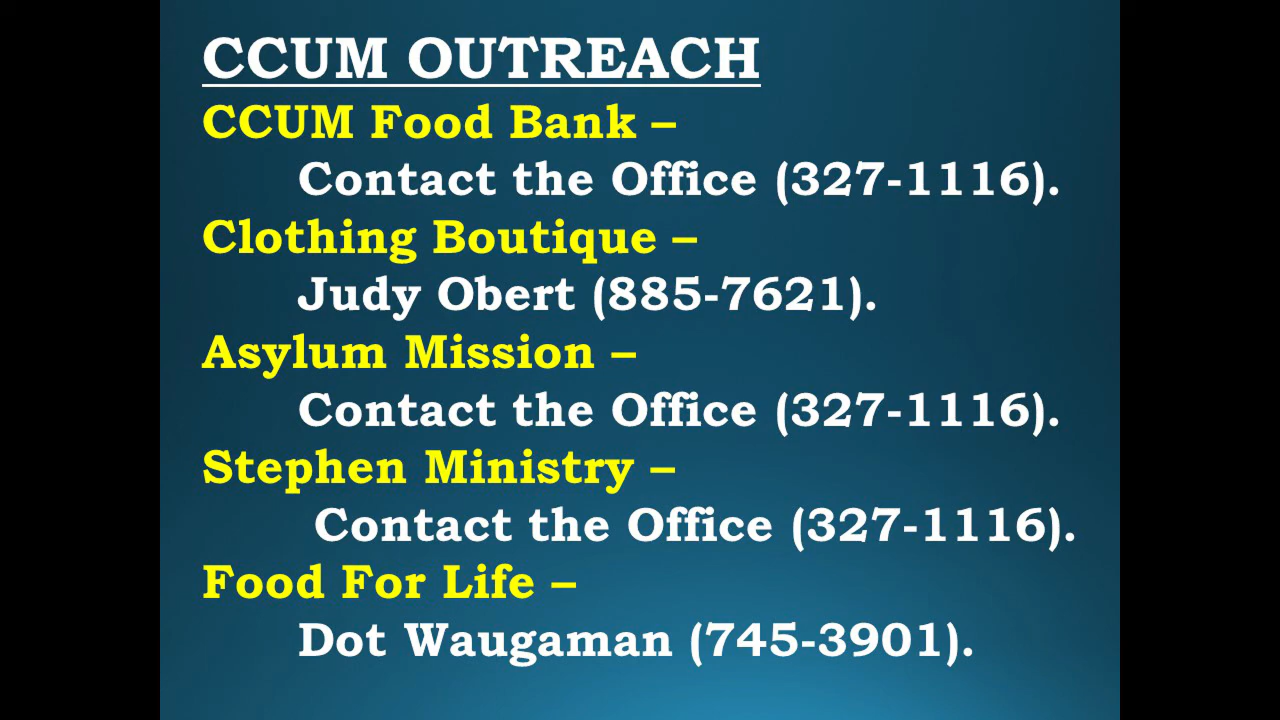 CCUM OUTREACH
CCUM Food Bank –
Contact the Office (327-1116).
Clothing Boutique –
Judy Obert (885-7621).
Asylum Mission –
Contact the Office (327-1116).
Stephen Ministry –
Contact the Office (327-1116).
Food For Life –
Dot Waugaman (745-3901).